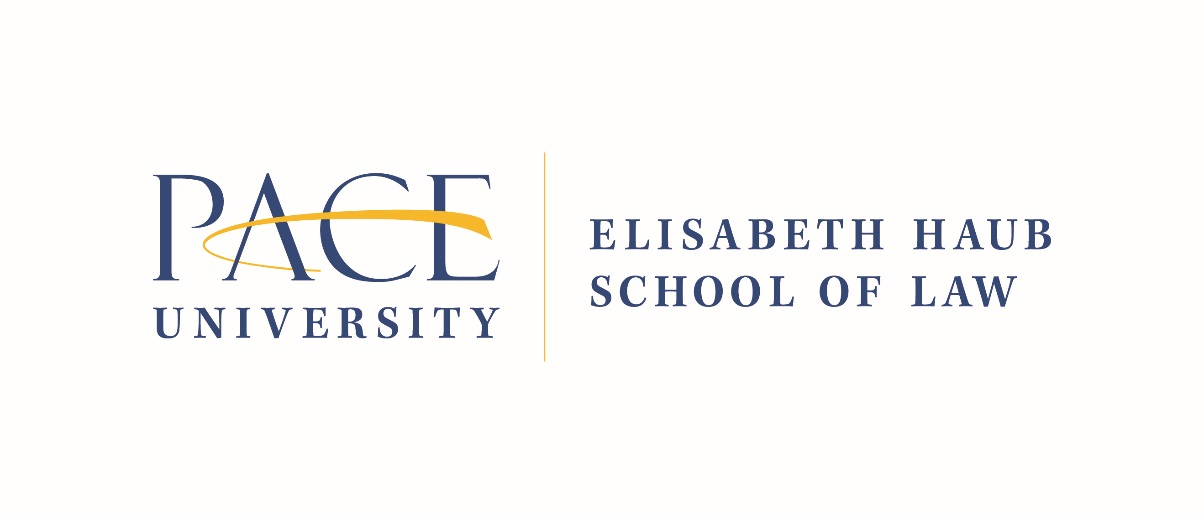 PACE
UNIVERSITY
ELISABETH HAUB
SCHOOL OF LAW